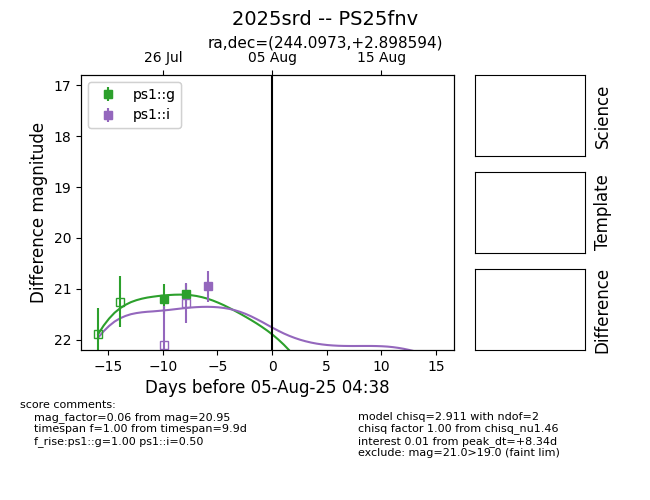 2025srd -- PS25fnv
ra,dec=(244.0973,+2.898594)
26 Jul 05 Aug 15 Aug
ps1::g
ps1::i
17
18
19
20
21
22
Difference magnitude
−15 −10 −5 0 5 10 15
Days before 05-Aug-25 04:38
Science
Template
Difference
score comments:
mag_factor=0.06 from mag=20.95
timespan f=1.00 from timespan=9.9d
f_rise:ps1::g=1.00 ps1::i=0.50
model chisq=2.911 with ndof=2
chisq factor 1.00 from chisq_nu1.46
interest 0.01 from peak_dt=+8.34d
exclude: mag=21.0>19.0 (faint lim)